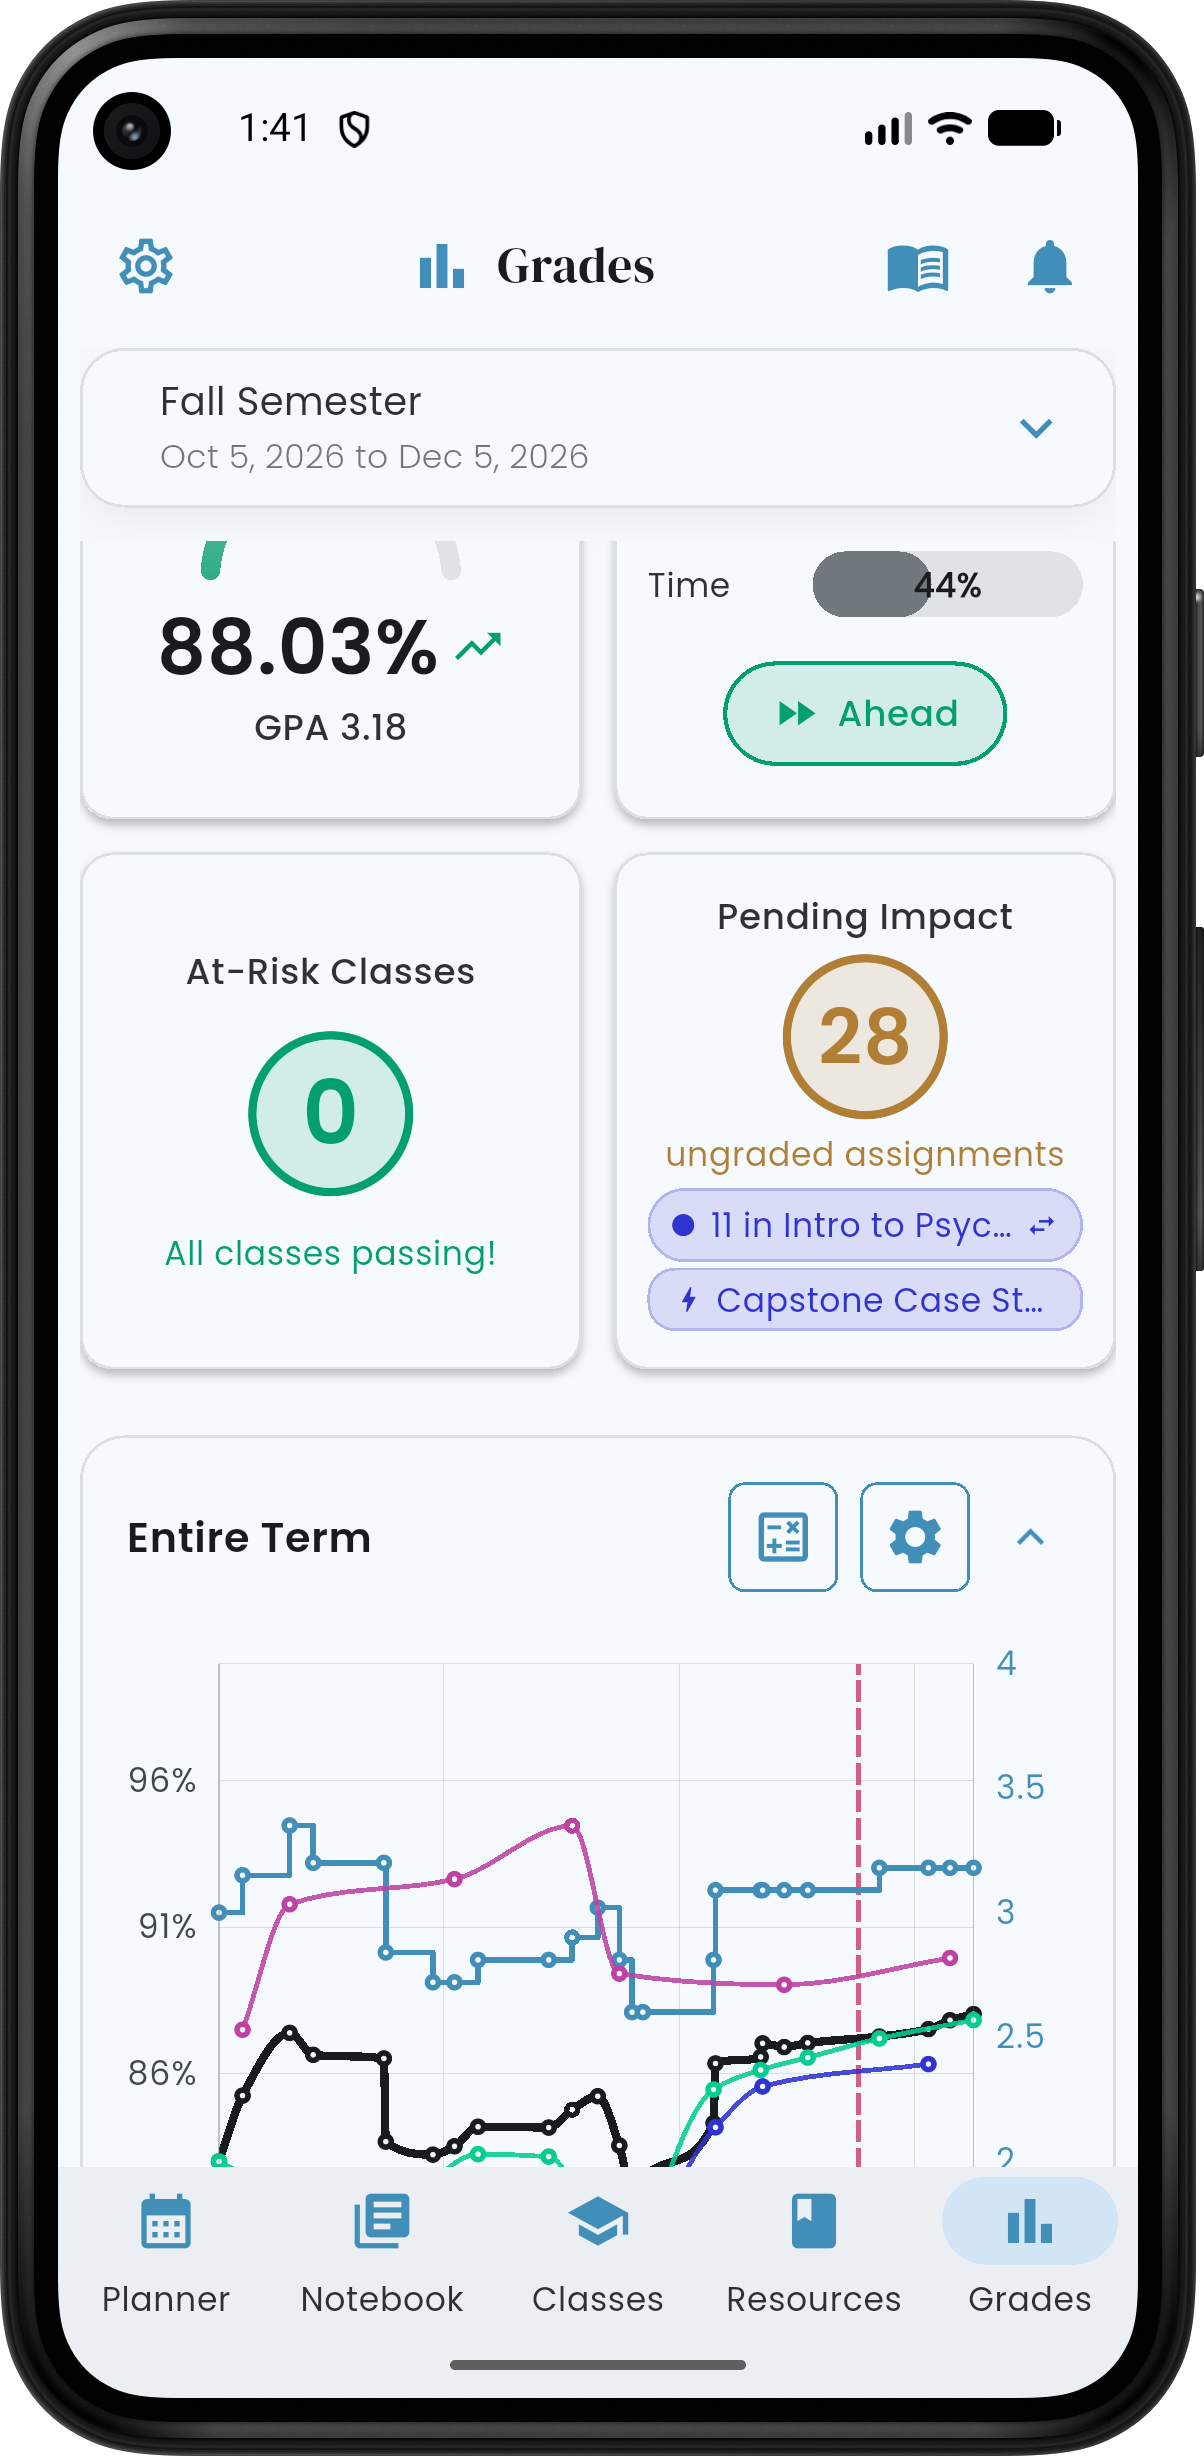 1:41
Grades
Fall Semester
Oct 5, 2026 to Dec 5, 2026
88.03%
GPA 3.18
Time
44%
Ahead
At-Risk Classes
0
All classes passing!
Pending Impact
28
ungraded assignments
11 in Intro to Psyc...
Capstone Case St...
Entire Term
96%
91%
86%
4
3.5
3
2.5
2
Planner
Notebook
Classes
Resources
Grades